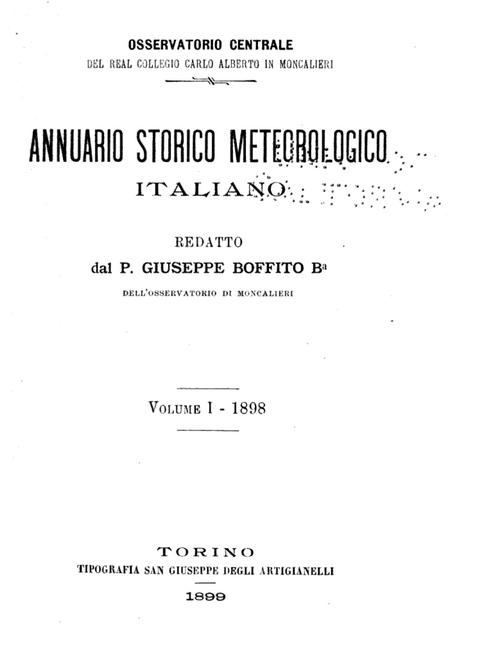 OSSERVATORIO CENTRALE
DEL REAL COLLEGIO CARLO ALBERTO IN MONCALIERI
ANNUARIO STORICO METEOROLOGICO
ITALIANO
REDATTO
dal P. GIUSEPPE BOFFITO Bª
DELL'OSSERVATORIO DI MONCALIERI
VOLUME I - 1898
TORINO
TIPOGRAFIA SAN GIUSEPPE DEGLI ARTIGIANELLI
1899